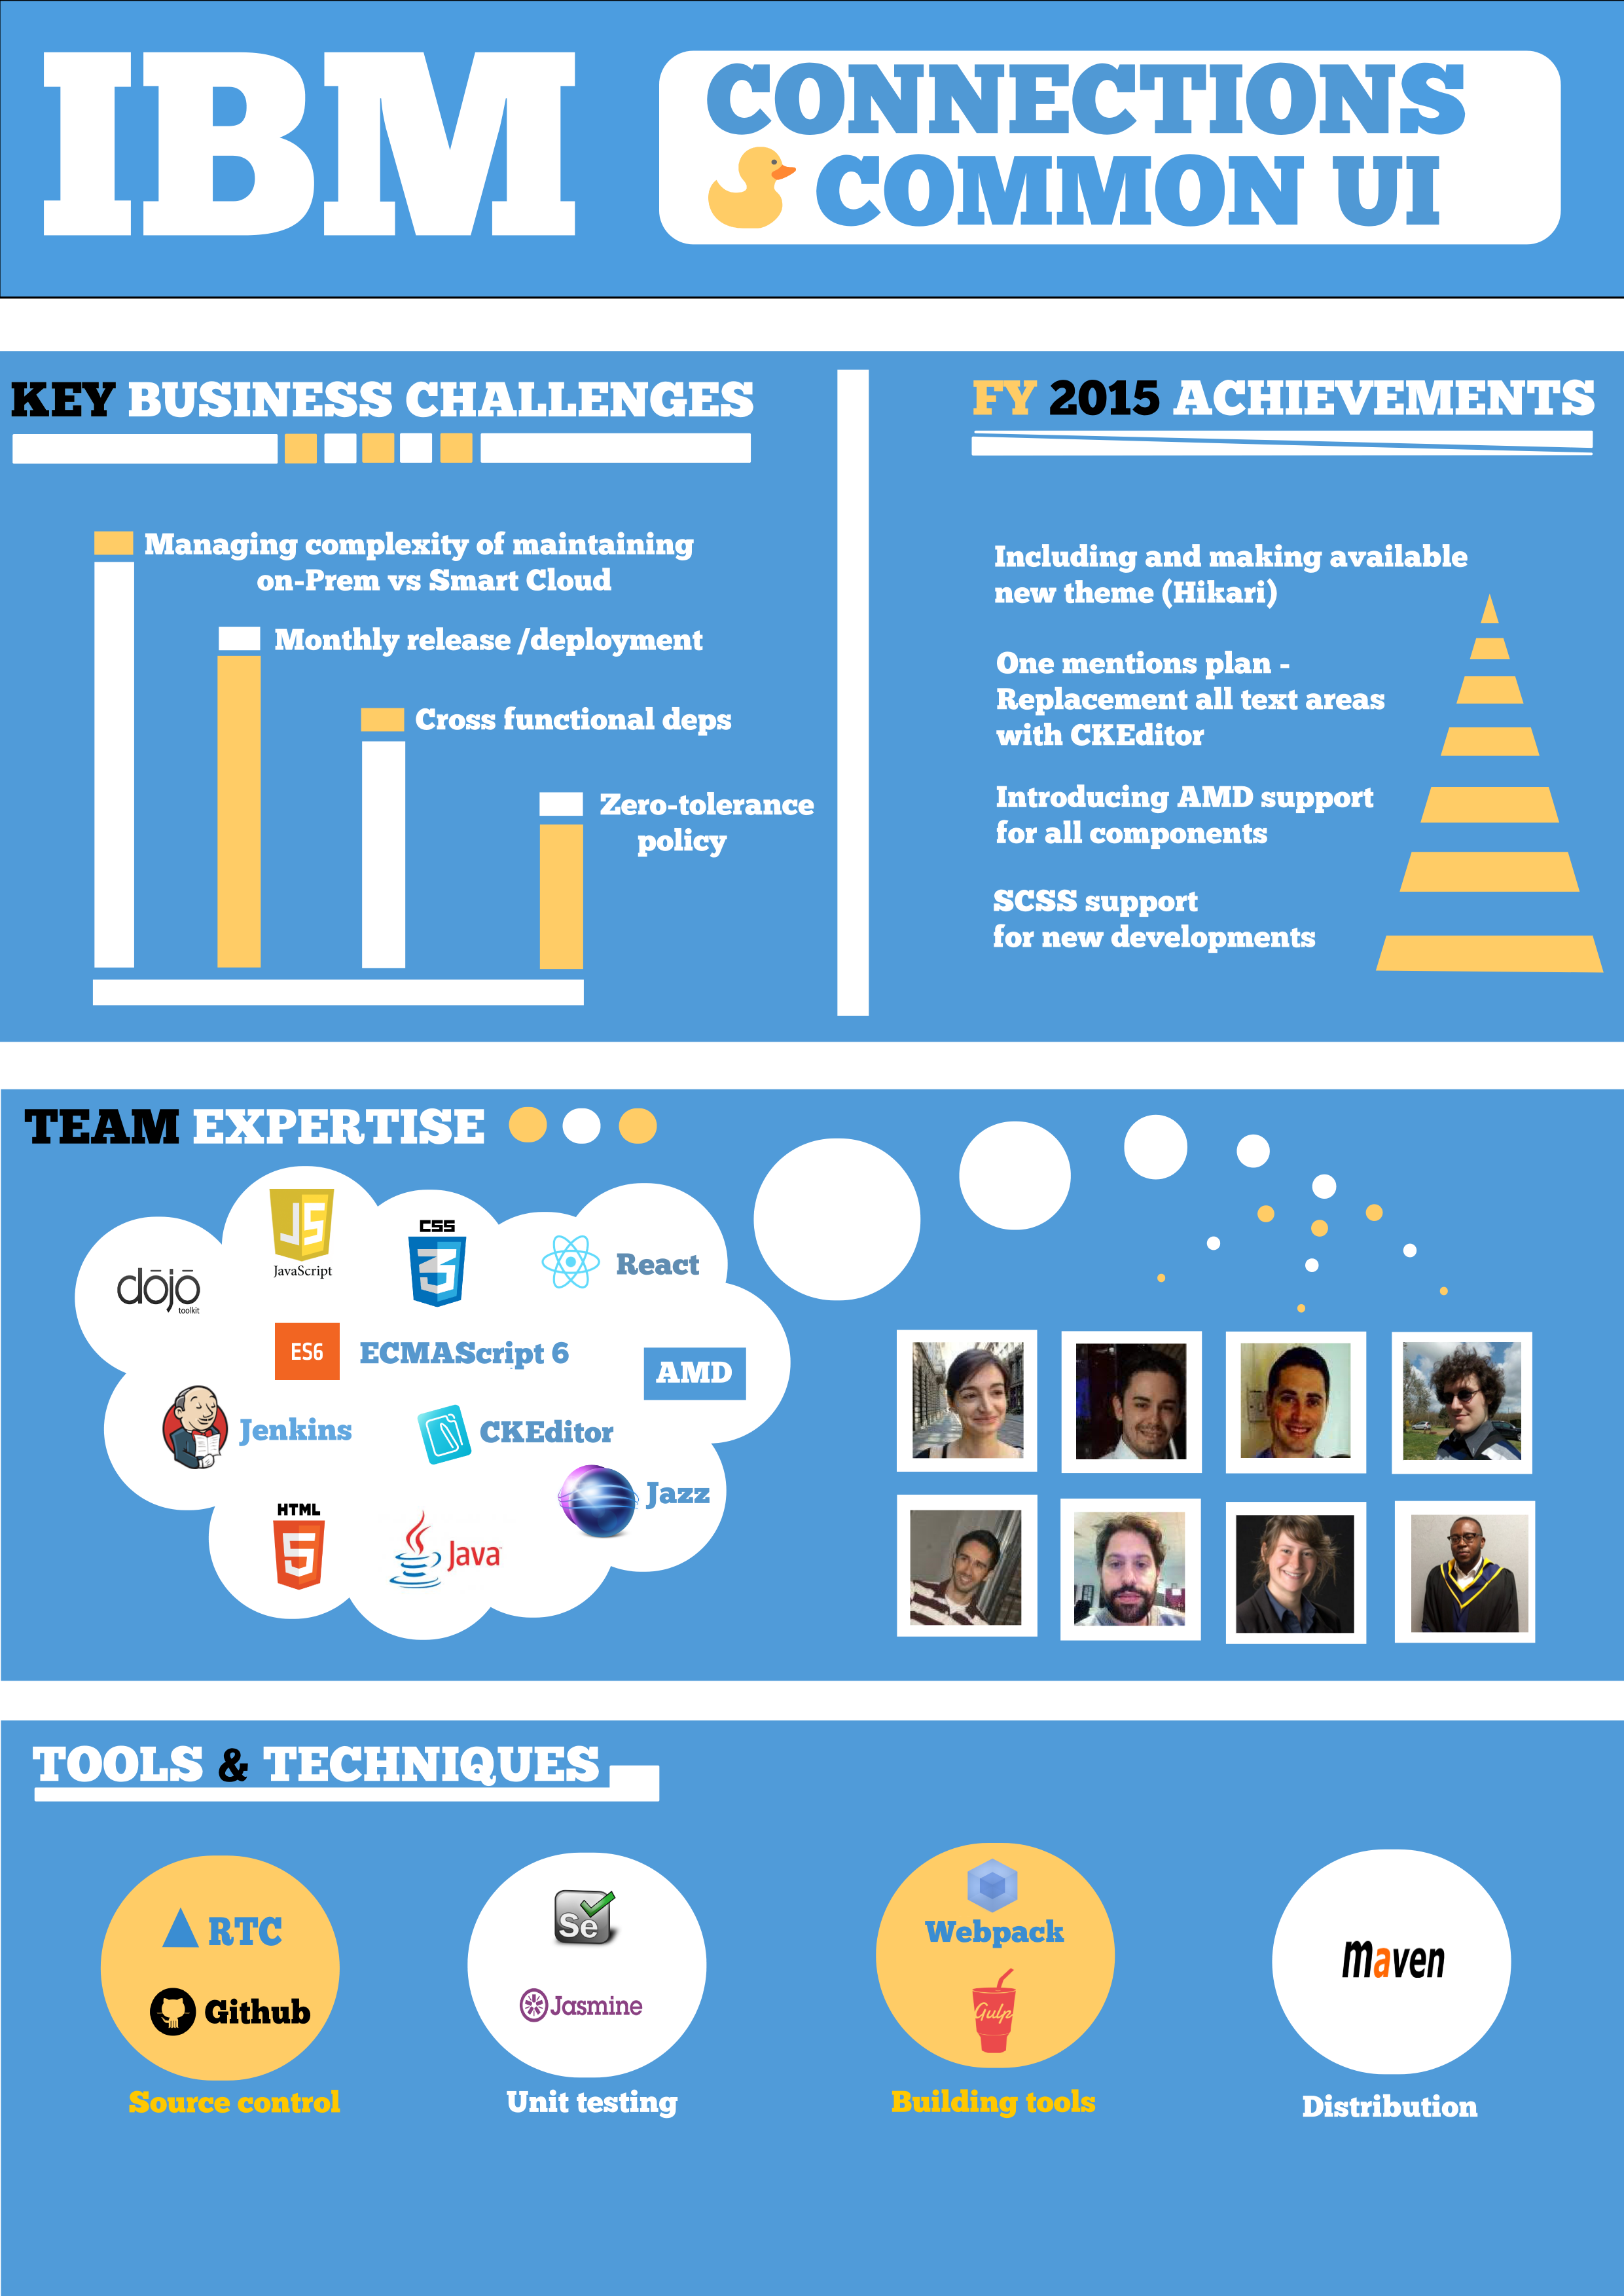 IBM
CONNECTIONS
COMMON UI
KEY BUSINESS CHALLENGES
Managing complexity of maintaining
on-Prem vs Smart Cloud
Monthly release /deployment
Cross functional deps
Zero-tolerance
policy
FY 2015 ACHIEVEMENTS
Including and making available
new theme (Hikari)
One mentions plan -
Replacement all text areas
with CKEditor
Introducing AMD support
for all components
SCSS support
for new developments
TEAM EXPERTISE
dōjō
toolkit
JS
JavaScript
CSS
3
React
ES6
ECMAScript 6
AMD
Jenkins
CKEditor
Jazz
HTML
5
Java
TOOLS & TECHNIQUES
RTC
Github
Source control
Se
Jasmine
Unit testing
Webpack
Gulp
Building tools
maven
Distribution